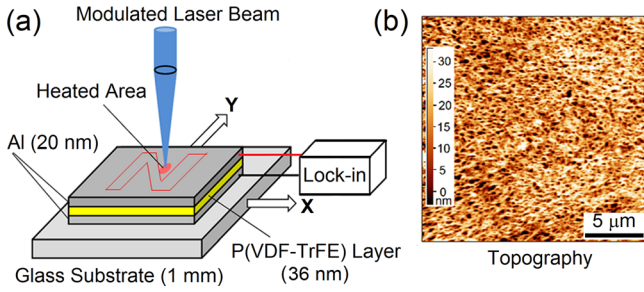 (a)
Modulated Laser Beam
Heated Area
Y
Al (20 nm)
Lock-in
X
P(VDF-TrFE) Layer
(36 nm)
Glass Substrate (1 mm)
(b)
30
25
20
15
10
5
0
nm
5 μm
Topography